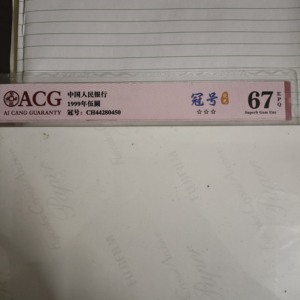 ACG
AI CANG GUARANTY
中国人民银行
1999年伍圆
冠号：CH44280450
冠号
☆☆☆
67 EPQ
Superb Gem Unc